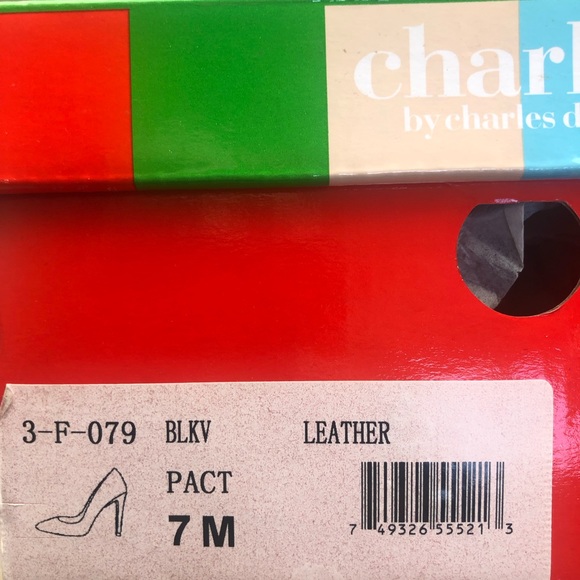 charl
by charles d
3-F-079 BLKV LEATHER
PACT
7 M
7 49326 55521 3